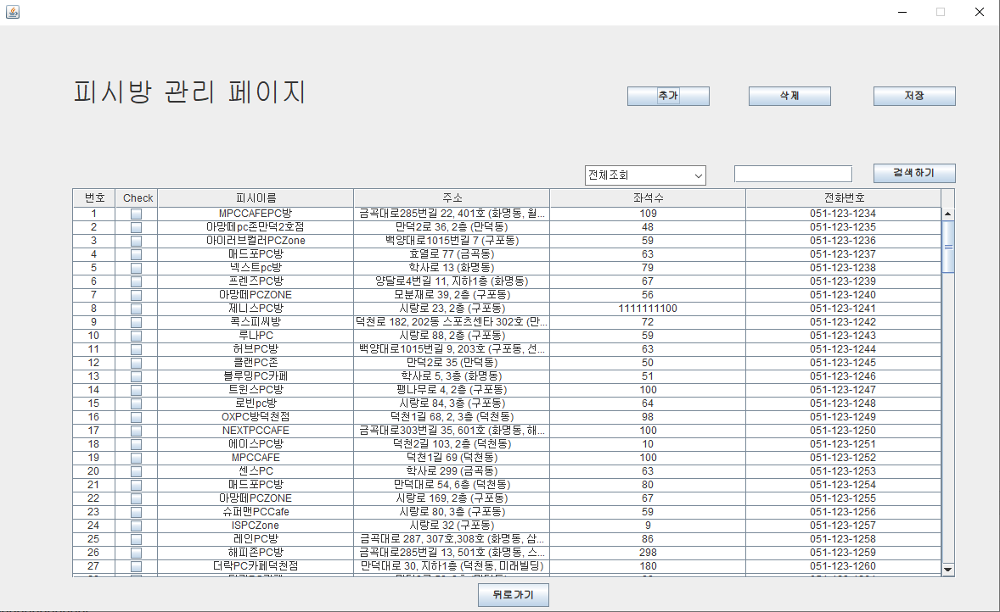 피시방 관리 페이지
추가 삭제 저장
전체조회 검색하기
번호 Check 피시이름 주소 좌석수 전화번호
1 MPCCAFEPC방 금곡대로285번길 22, 401호 (화명동, 월... 109 051-123-1234
2 아망떼pc존만덕2호점 만덕2로 36, 2층 (만덕동) 48 051-123-1235
3 아이러브컬러PCZone 백양대로1015번길 7 (구포동) 59 051-123-1236
4 매드포PC방 효열로 77 (금곡동) 63 051-123-1237
5 넥스트pc방 학사로 13 (화명동) 79 051-123-1238
6 프렌즈PC방 양달로4번길 11, 지하1층 (화명동) 67 051-123-1239
7 아망떼PCZONE 모분재로 39, 2층 (구포동) 56 051-123-1240
8 제니스PC방 시랑로 23, 2층 (구포동) 1111111100 051-123-1241
9 콕스피씨방 덕천로 182, 202동 스포츠센타 302호 (만... 72 051-123-1242
10 루나PC 시랑로 88, 2층 (구포동) 59 051-123-1243
11 허브PC방 백양대로1015번길 9, 203호 (구포동, 선... 63 051-123-1244
12 클랜PC존 만덕2로 35 (만덕동) 50 051-123-1245
13 블루밍PC카페 학사로 5, 3층 (화명동) 51 051-123-1246
14 트윈스PC방 팽나무로 4, 2층 (구포동) 100 051-123-1247
15 로빈pc방 시랑로 84, 3층 (구포동) 64 051-123-1248
16 OXPC방덕천점 덕천1길 68, 2, 3층 (덕천동) 98 051-123-1249
17 NEXTPCCAFE 금곡대로303번길 35, 601호 (화명동, 해... 100 051-123-1250
18 에이스PC방 덕천2길 103, 2층 (덕천동) 10 051-123-1251
19 MPCCAFE 덕천1길 69 (덕천동) 100 051-123-1252
20 센스PC 학사로 299 (금곡동) 63 051-123-1253
21 매드포PC방 만덕대로 54, 6층 (덕천동) 80 051-123-1254
22 아망떼PCZONE 시랑로 169, 2층 (구포동) 67 051-123-1255
23 슈퍼맨PCCafe 시랑로 80, 3층 (구포동) 59 051-123-1256
24 ISPCZone 시랑로 32 (구포동) 9 051-123-1257
25 레인PC방 금곡대로 287, 307호,308호 (화명동, 삼... 86 051-123-1258
26 해피존PC방 금곡대로285번길 13, 501호 (화명동, 스... 298 051-123-1259
27 더락PC카페덕천점 만덕대로 30, 지하1층 (덕천동, 미래빌딩) 180 051-123-1260
뒤로가기